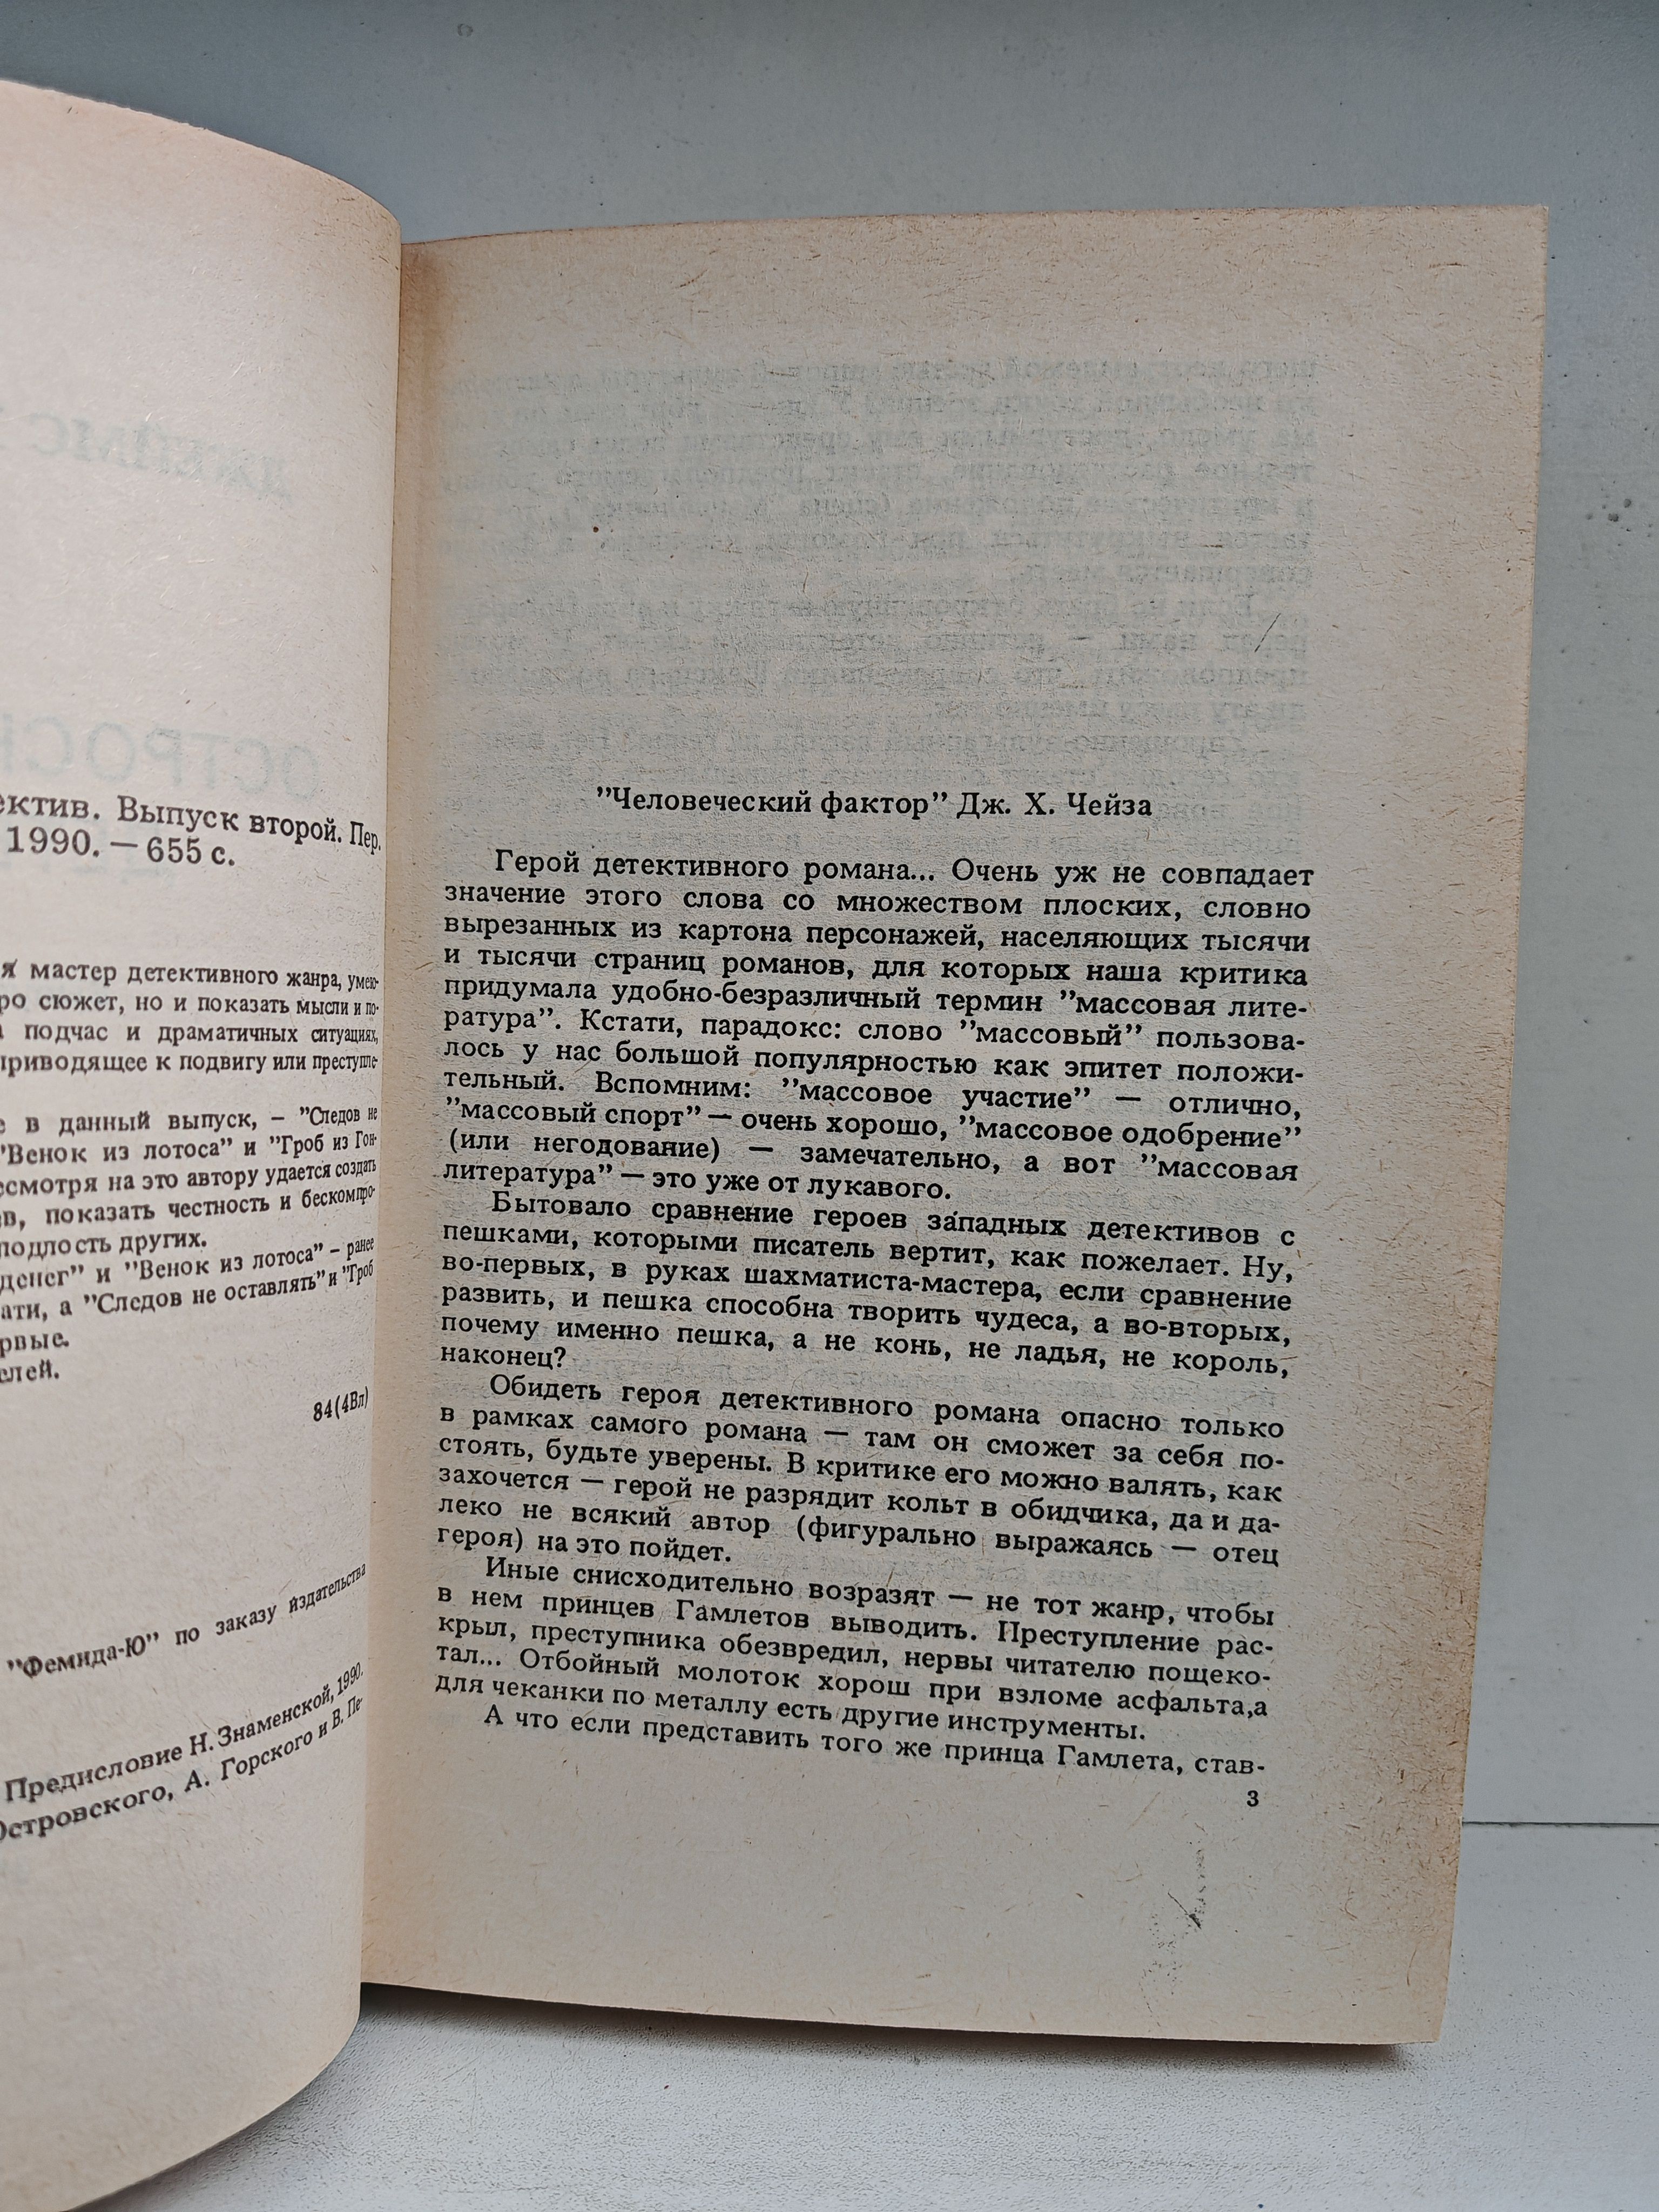 ДЖЕЙМС
ОСТРОС
ектив. Выпуск второй. Пер.
1990. — 655 с.
я мастер детективного жанра, умею-
ро сюжет, но и показать мысли и по-
подчас и драматичных ситуациях,
приводящее к подвигу или преступле-
е в данный выпуск, — "Следов не
"Венок из лотоса" и "Гроб из Гон-
есмотря на это автору удается создать
ов, показать честность и бескомпро-
подлость других.
денег" и "Венок из лотоса" — ранее
ати, а "Следов не оставлять" и "Гроб
рвые.
елей.
84(4Вл)
"Фемида-Ю" по заказу издательства
Предисловие Н. Знаменской, 1990.
Островского, А. Горского и В. Пе-
"Человеческий фактор" Дж. Х. Чейза
Герой детективного романа... Очень уж не совпадает
значение этого слова со множеством плоских, словно
вырезанных из картона персонажей, населяющих тысячи
и тысячи страниц романов, для которых наша критика
придумала удобно-безразличный термин "массовая лите-
ратура". Кстати, парадокс: слово "массовый" пользова-
лось у нас большой популярностью как эпитет положи-
тельный. Вспомним: "массовое участие" — отлично,
"массовый спорт" — очень хорошо, "массовое одобрение"
(или негодование) — замечательно, а вот "массовая
литература" — это уже от лукавого.
Бытовало сравнение героев западных детективов с
пешками, которыми писатель вертит, как пожелает. Ну,
во-первых, в руках шахматиста-мастера, если сравнение
развить, и пешка способна творить чудеса, а во-вторых,
почему именно пешка, а не конь, не ладья, не король,
наконец?
Обидеть героя детективного романа опасно только
в рамках самого романа — там он сможет за себя по-
стоять, будьте уверены. В критике его можно валять, как
захочется — герой не разрядит кольт в обидчика, да и да-
леко не всякий автор (фигурально выражаясь — отец
героя) на это пойдет.
Иные снисходительно возразят — не тот жанр, чтобы
в нем принцев Гамлетов выводить. Преступление рас-
крыл, преступника обезвредил, нервы читателю пощеко-
тал... Отбойный молоток хорош при взломе асфальта,а
для чеканки по металлу есть другие инструменты.
А что если представить того же принца Гамлета, став-
3